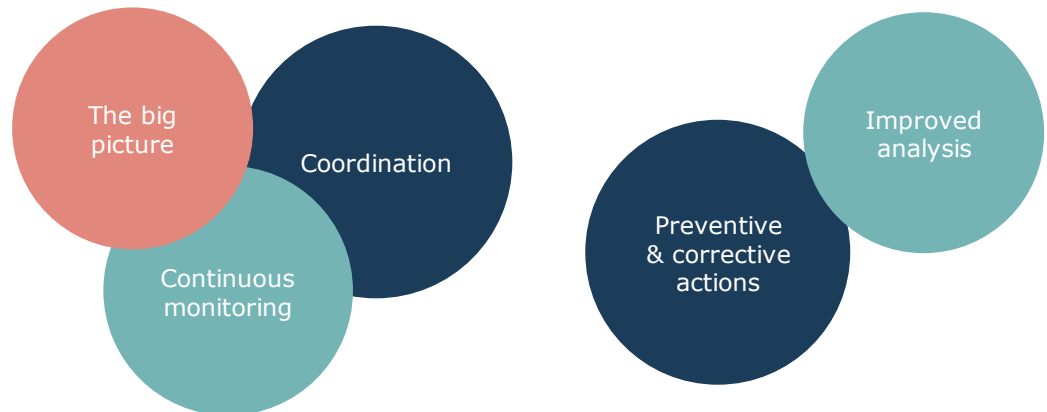 The big
picture
Coordination
Continuous
monitoring
Improved
analysis
Preventive
& corrective
actions